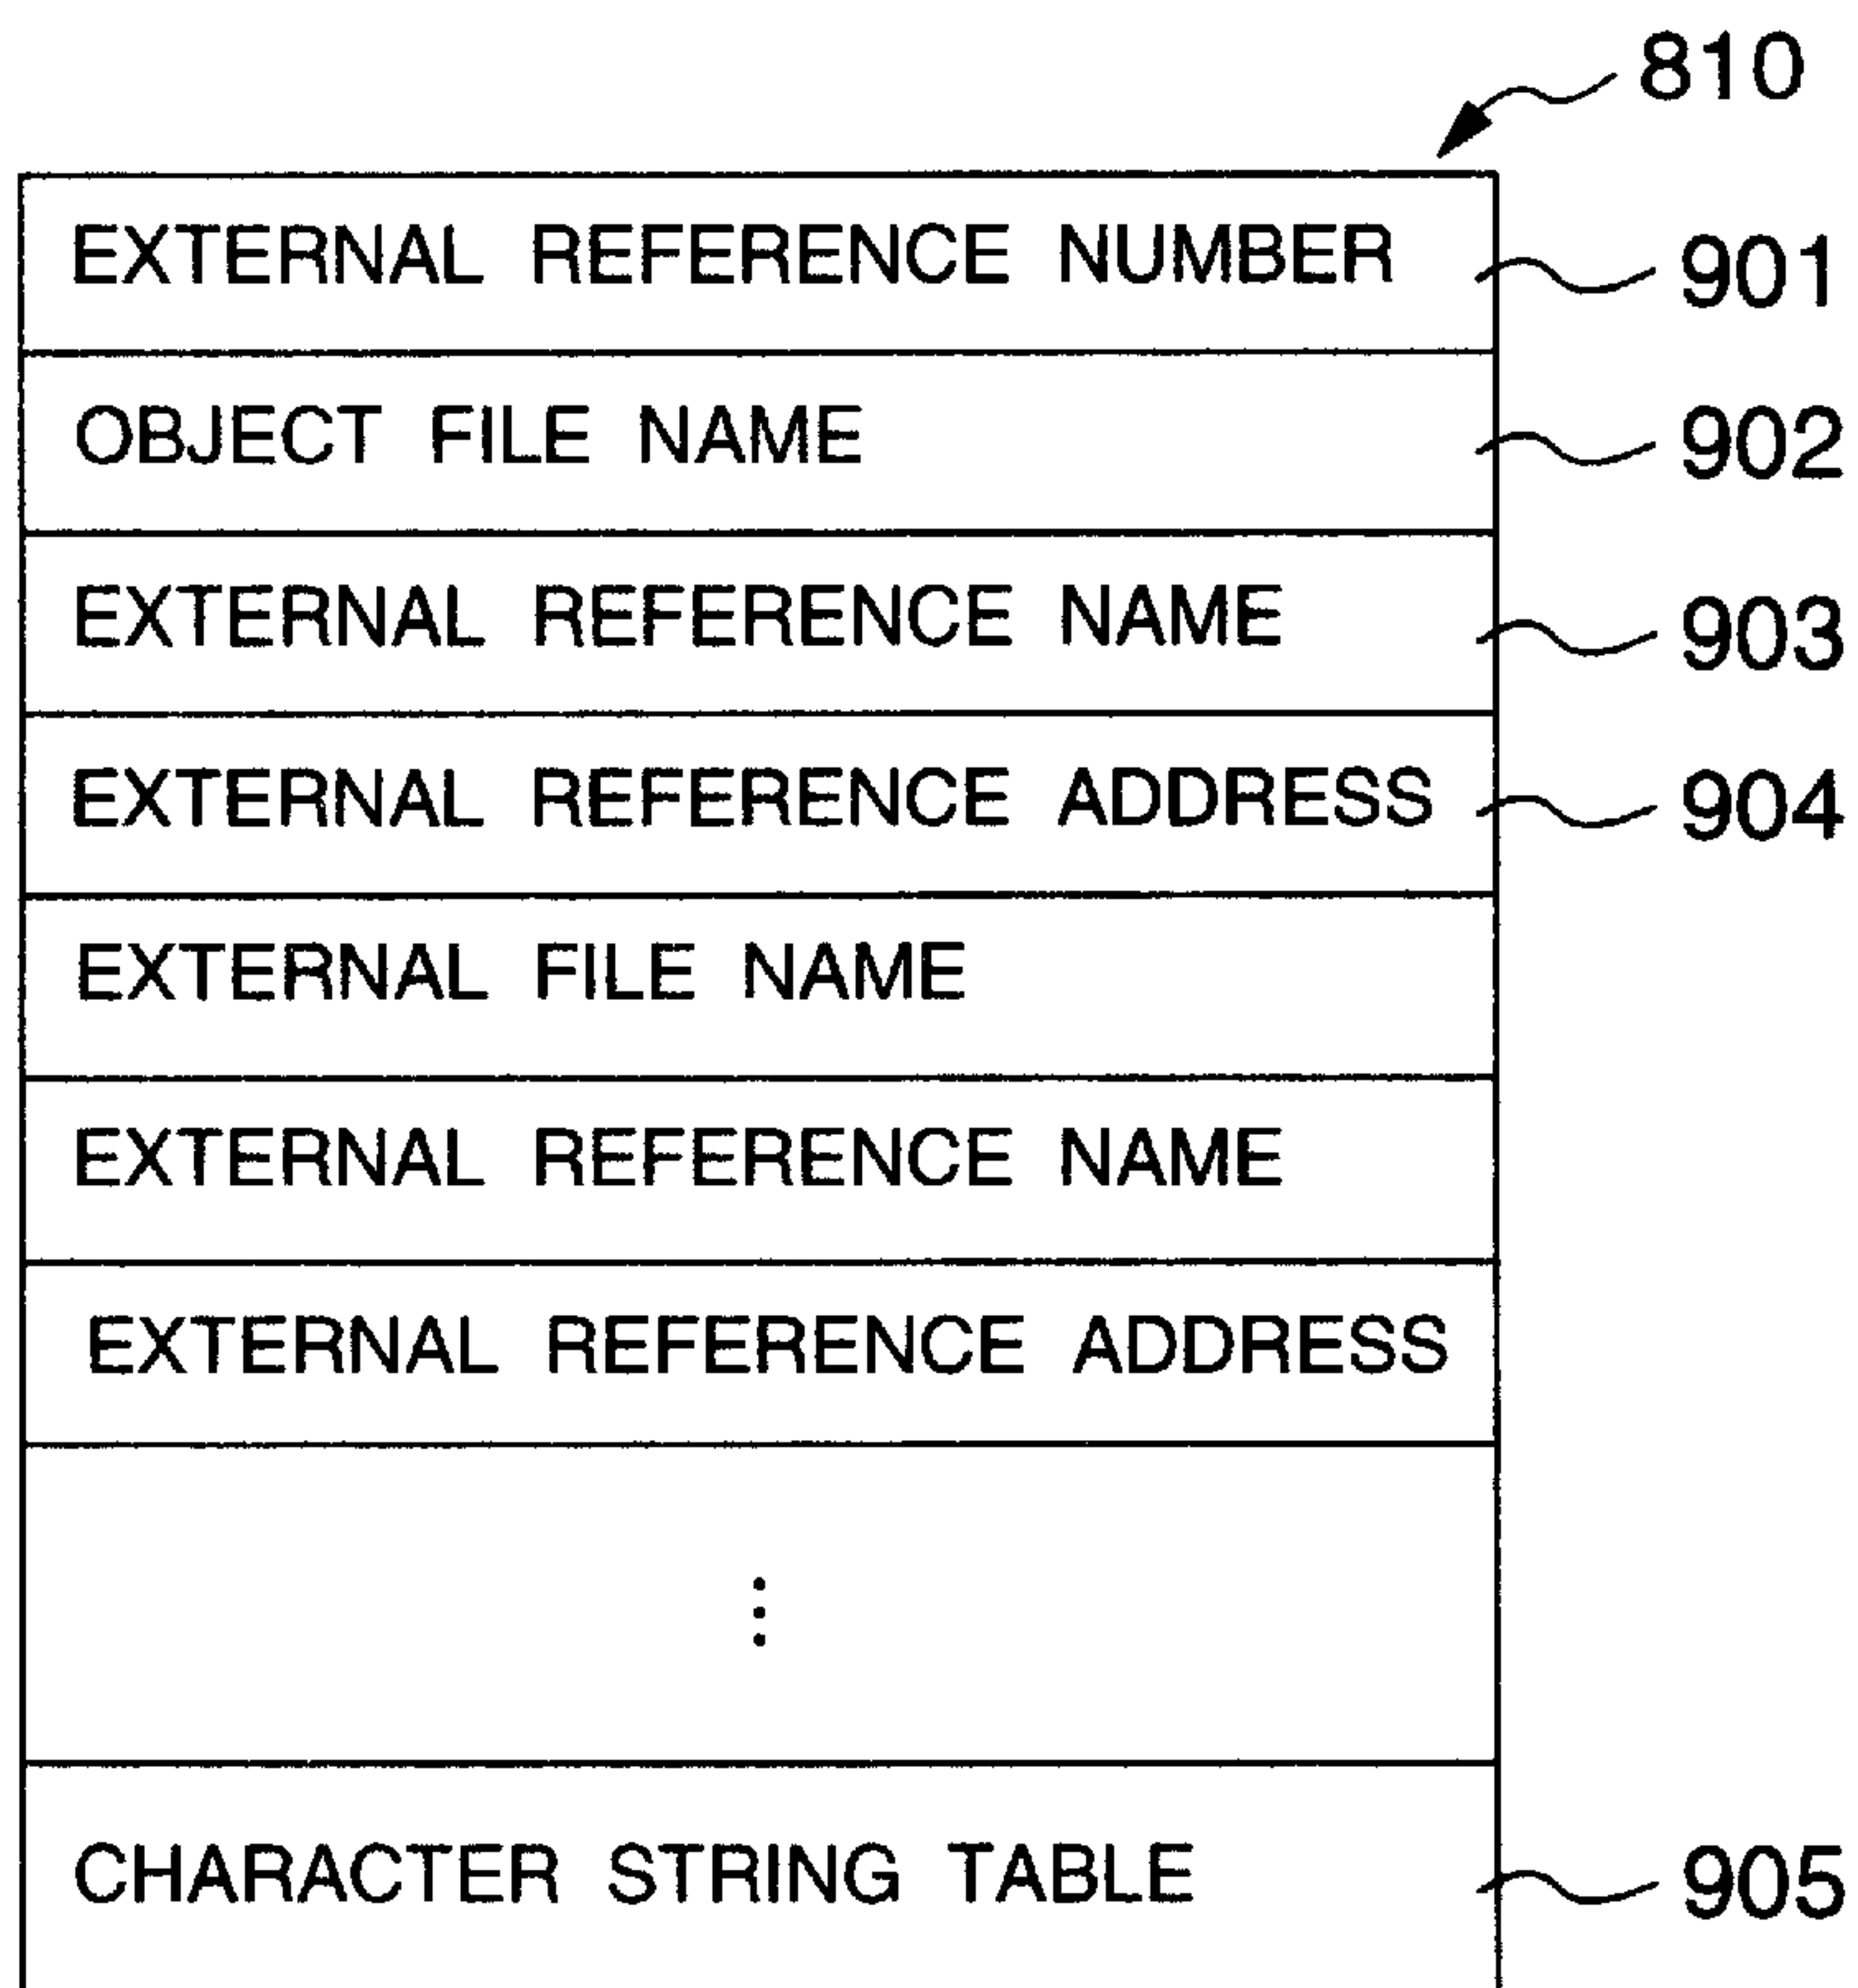 810
EXTERNAL REFERENCE NUMBER 901
OBJECT FILE NAME 902
EXTERNAL REFERENCE NAME 903
EXTERNAL REFERENCE ADDRESS 904
EXTERNAL FILE NAME
EXTERNAL REFERENCE NAME
EXTERNAL REFERENCE ADDRESS
⋮
CHARACTER STRING TABLE 905